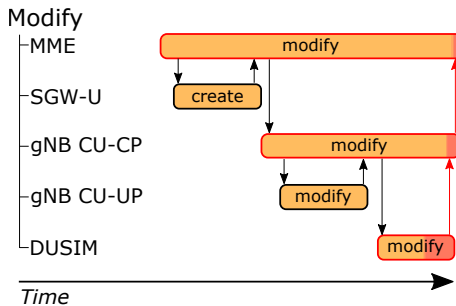 Modify
MME
modify
SGW-U
create
gNB CU-CP
modify
gNB CU-UP
modify
DUSIM
modify
Time